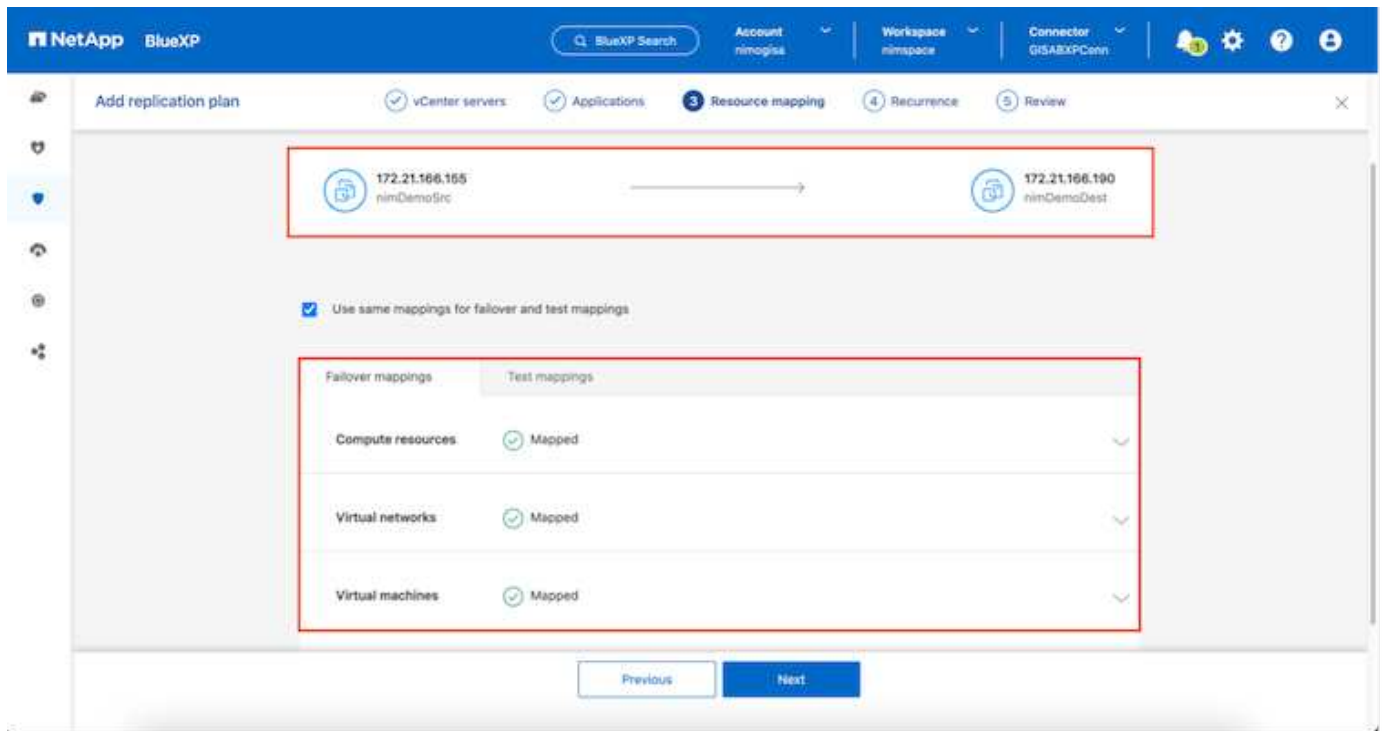 NetApp BlueXP
BlueXP Search
Account
nimogisa
Workspace
nimspace
Connector
GISABXPConn
1
Add replication plan
vCenter servers
Applications
3 Resource mapping
4 Recurrence
5 Review
172.21.166.155
nimDemoSrc
172.21.166.190
nimDemoDest
Use same mappings for failover and test mappings
Failover mappings
Test mappings
Compute resources
Mapped
Virtual networks
Mapped
Virtual machines
Mapped
Previous
Next